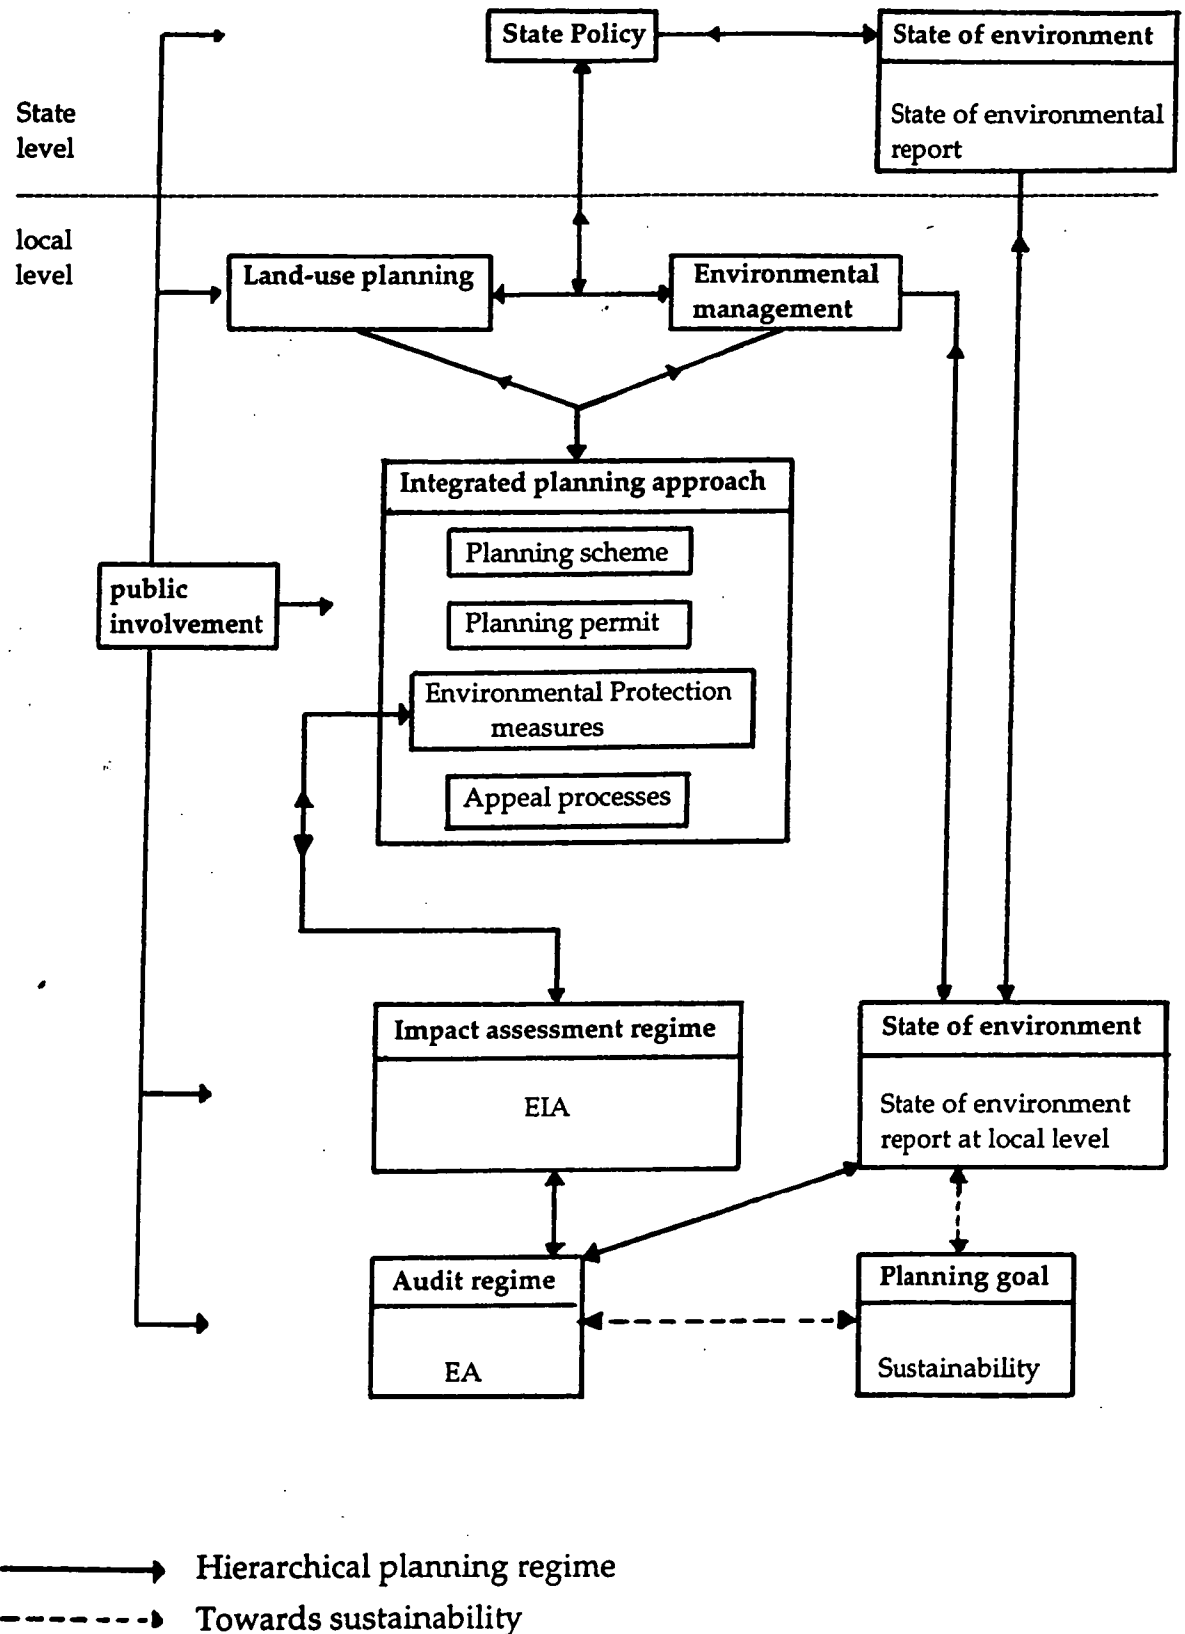 State Policy
State of environment
State of environmental
report
State
level
local
level
Land-use planning
Environmental
management
Integrated planning approach
Planning scheme
Planning permit
Environmental Protection
measures
Appeal processes
public
involvement
Impact assessment regime
EIA
State of environment
State of environment
report at local level
Audit regime
EA
Planning goal
Sustainability
Hierarchical planning regime
Towards sustainability